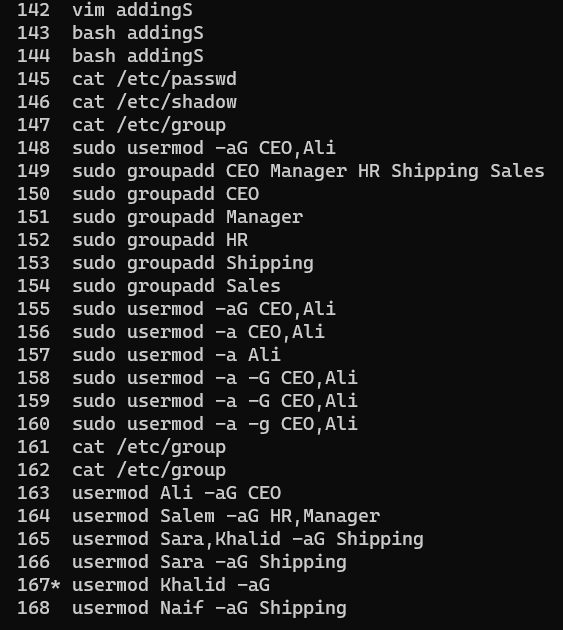 142 vim addingS
143 bash addingS
144 bash addingS
145 cat /etc/passwd
146 cat /etc/shadow
147 cat /etc/group
148 sudo usermod -aG CEO,Ali
149 sudo groupadd CEO Manager HR Shipping Sales
150 sudo groupadd CEO
151 sudo groupadd Manager
152 sudo groupadd HR
153 sudo groupadd Shipping
154 sudo groupadd Sales
155 sudo usermod -aG CEO,Ali
156 sudo usermod -a CEO,Ali
157 sudo usermod -a Ali
158 sudo usermod -a -G CEO,Ali
159 sudo usermod -a -G CEO,Ali
160 sudo usermod -a -g CEO,Ali
161 cat /etc/group
162 cat /etc/group
163 usermod Ali -aG CEO
164 usermod Salem -aG HR,Manager
165 usermod Sara,Khalid -aG Shipping
166 usermod Sara -aG Shipping
167* usermod Khalid -aG
168 usermod Naif -aG Shipping